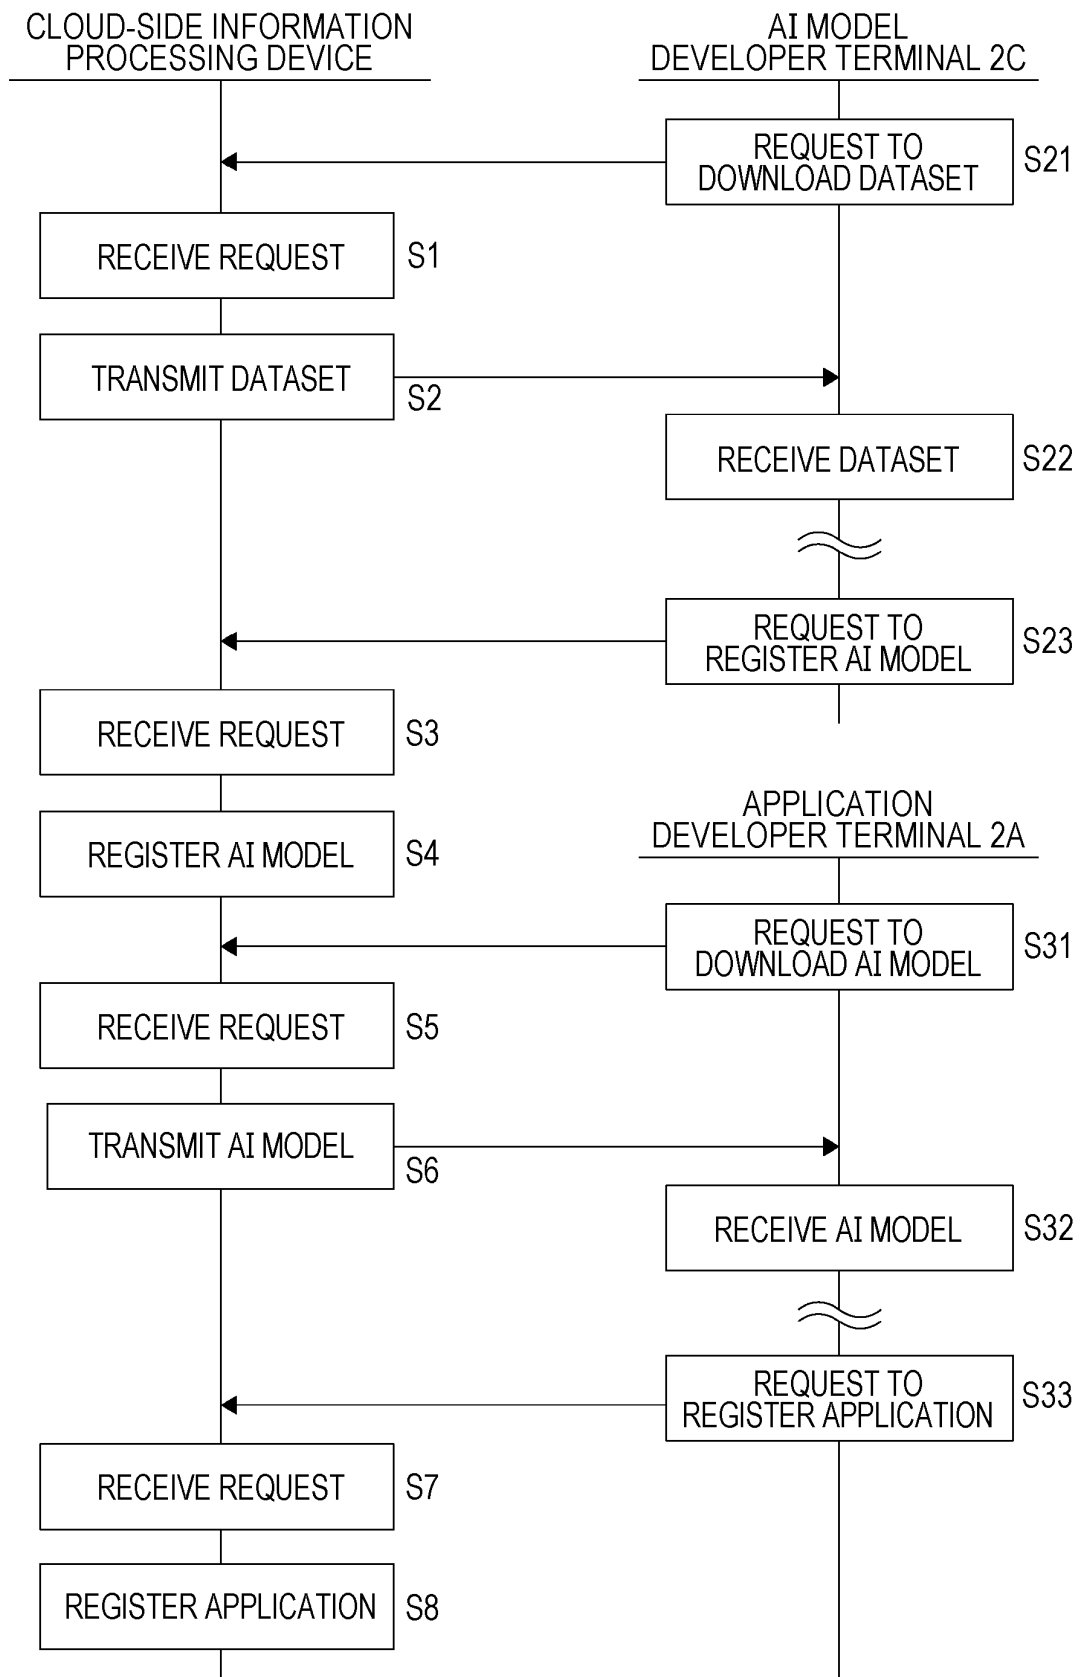 CLOUD-SIDE INFORMATION
PROCESSING DEVICE
AI MODEL
DEVELOPER TERMINAL 2C
REQUEST TO
DOWNLOAD DATASET
S21
RECEIVE REQUEST
S1
TRANSMIT DATASET
S2
RECEIVE DATASET
S22
REQUEST TO
REGISTER AI MODEL
S23
RECEIVE REQUEST
S3
REGISTER AI MODEL
S4
APPLICATION
DEVELOPER TERMINAL 2A
REQUEST TO
DOWNLOAD AI MODEL
S31
RECEIVE REQUEST
S5
TRANSMIT AI MODEL
S6
RECEIVE AI MODEL
S32
REQUEST TO
REGISTER APPLICATION
S33
RECEIVE REQUEST
S7
REGISTER APPLICATION
S8